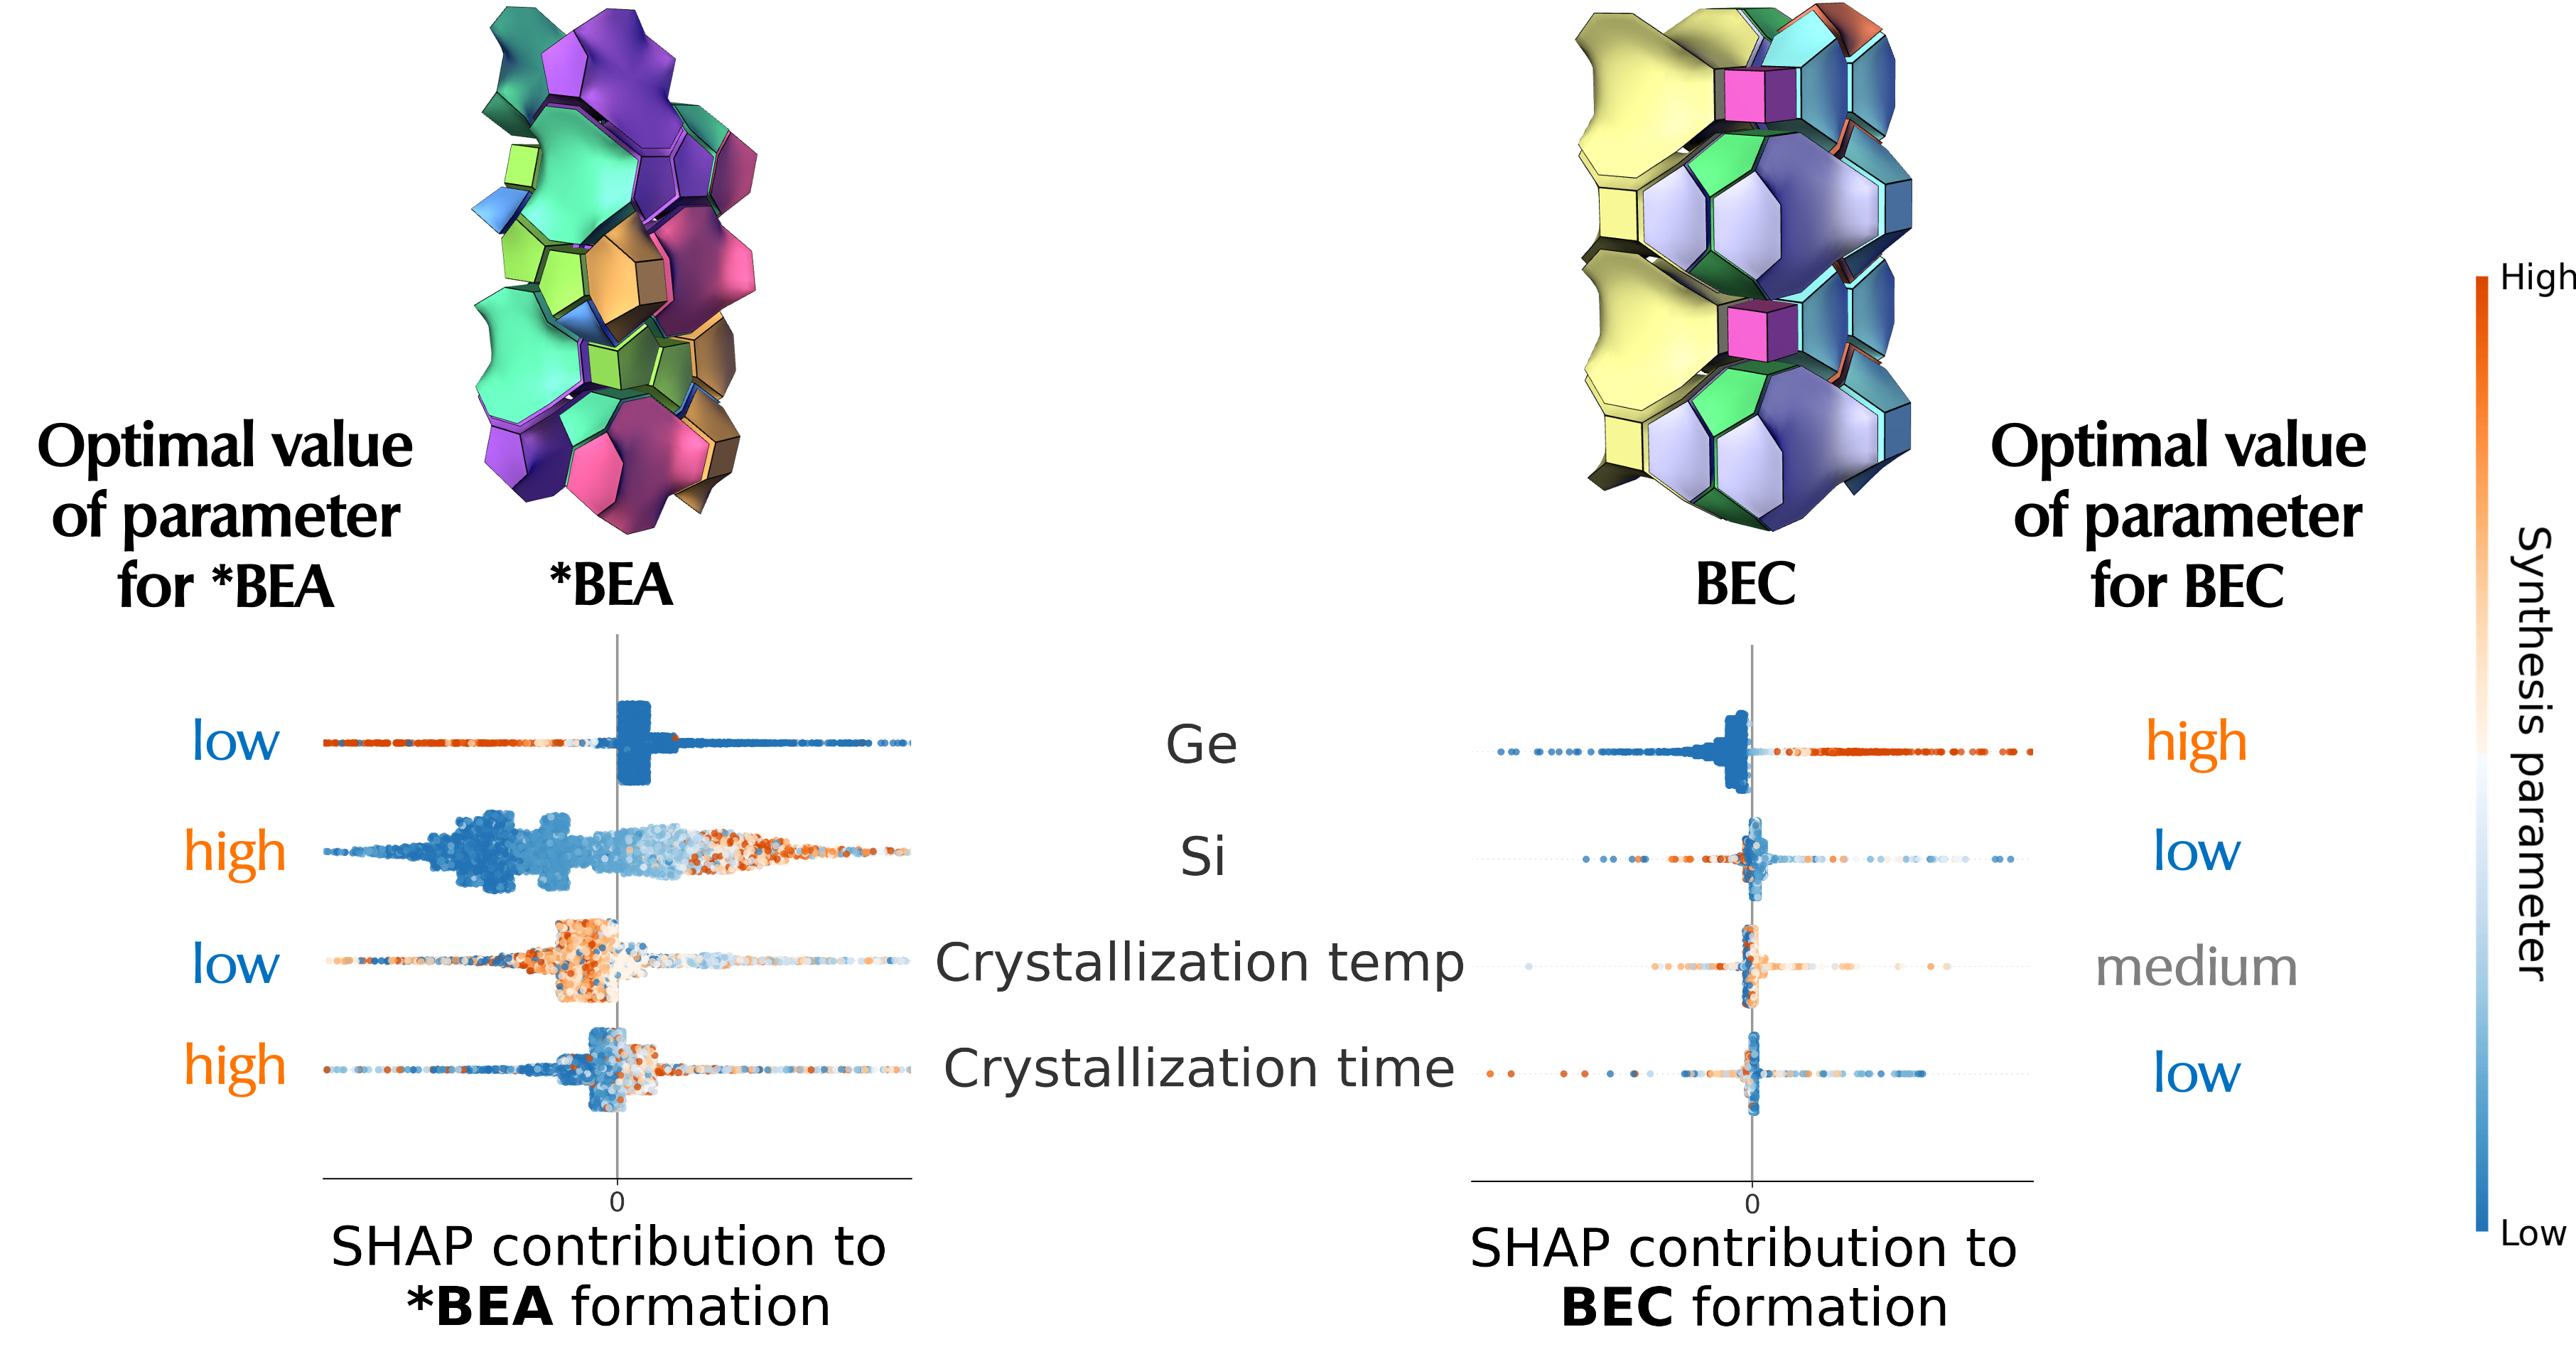 Optimal value
of parameter
for *BEA
*BEA
BEC
Optimal value
of parameter
for BEC
High
Synthesis parameter
Low
low
Ge
high
high
Si
low
low
Crystallization temp
medium
high
Crystallization time
low
0
0
SHAP contribution to
*BEA formation
SHAP contribution to
BEC formation